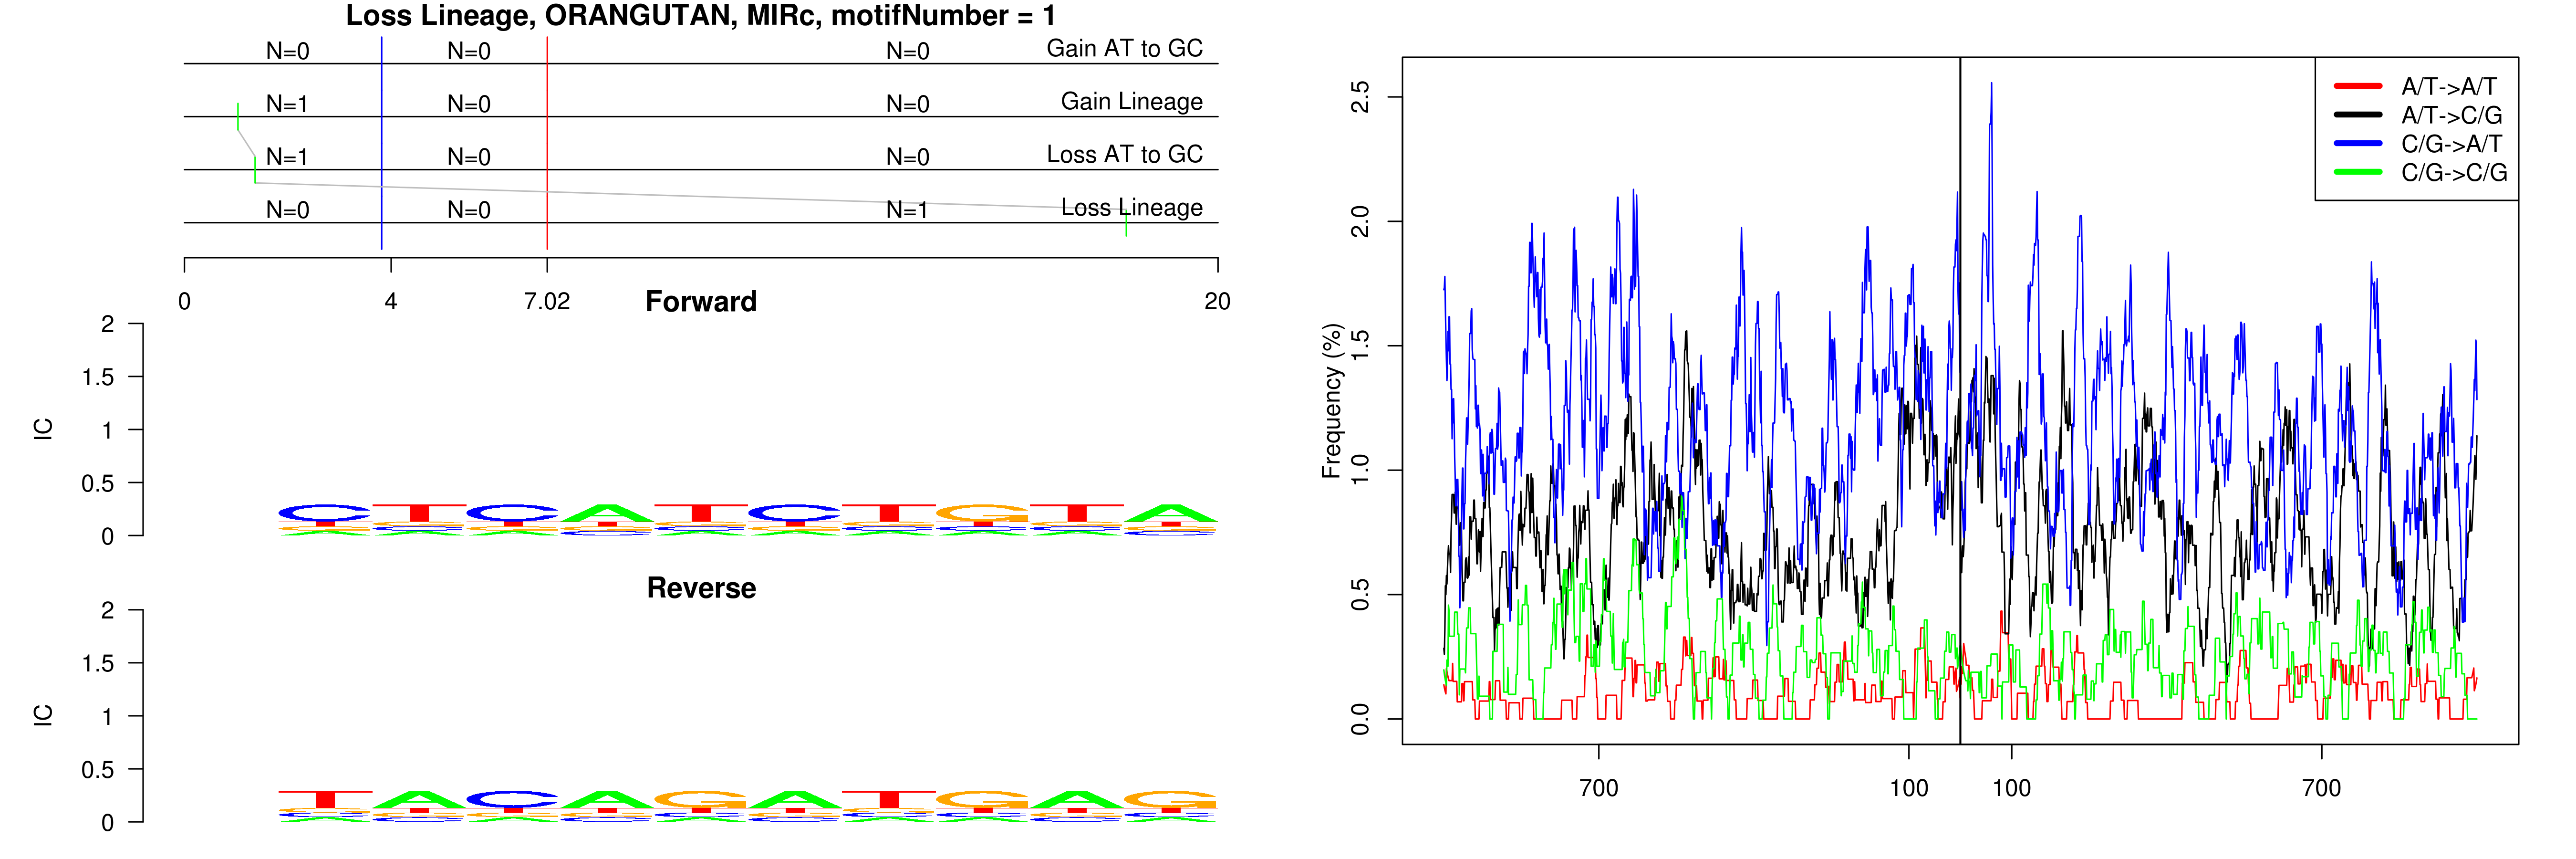 Loss Lineage, ORANGUTAN, MIRc, motifNumber = 1
N=0 N=0 N=0 Gain AT to GC
N=1 N=0 N=0 Gain Lineage
N=1 N=0 N=0 Loss AT to GC
N=0 N=0 N=1 Loss Lineage
0 4 7.02 20
Forward
2
1.5
1
0.5
0
IC
CTCATCTGTA
Reverse
2
1.5
1
0.5
0
IC
TACAGATGAG
2.5
2.0
1.5
1.0
0.5
0.0
Frequency (%)
A/T->A/T
A/T->C/G
C/G->A/T
C/G->C/G
700 100 100 700